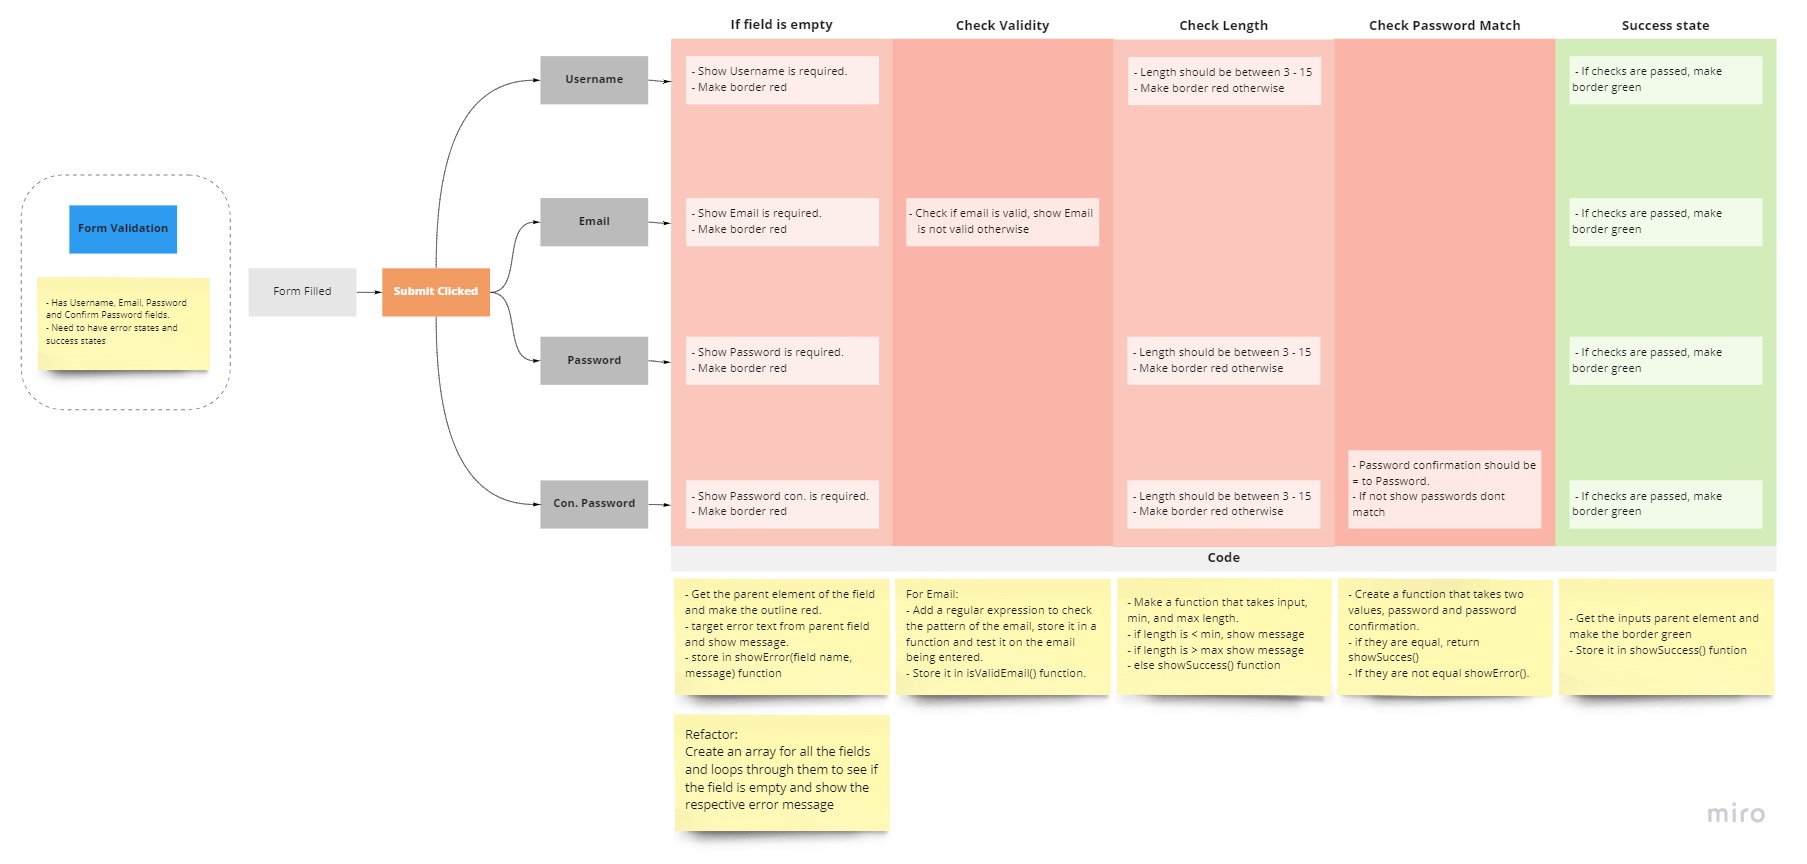 If field is empty
Check Validity
Check Length
Check Password Match
Success state
Form Validation
- Has Username, Email, Password
and Confirm Password fields.
- Need to have error states and
success states
Form Filled
Submit Clicked
Username
- Show Username is required.
- Make border red
- Length should be between 3 - 15
- Make border red otherwise
- If checks are passed, make
border green
Email
- Show Email is required.
- Make border red
- Check if email is valid, show Email
is not valid otherwise
- If checks are passed, make
border green
Password
- Show Password is required.
- Make border red
- Length should be between 3 - 15
- Make border red otherwise
- If checks are passed, make
border green
Con. Password
- Show Password con. is required.
- Make border red
- Length should be between 3 - 15
- Make border red otherwise
- Password confirmation should be
= to Password.
- If not show passwords dont
match
- If checks are passed, make
border green
Code
- Get the parent element of the field
and make the outline red.
- target error text from parent field
and show message.
- store in showError(field name,
message) function
For Email:
- Add a regular expression to check
the pattern of the email, store it in a
function and test it on the email
being entered.
- Store it in isValidEmail() function.
- Make a function that takes input,
min, and max length.
- if length is < min, show message
- if length is > max show message
- else showSuccess() function
- Create a function that takes two
values, password and password
confirmation.
- if they are equal, return
showSucces()
- If they are not equal showError().
- Get the inputs parent element and
make the border green
- Store it in showSuccess() funtion
Refactor:
Create an array for all the fields
and loops through them to see if
the field is empty and show the
respective error message
miro